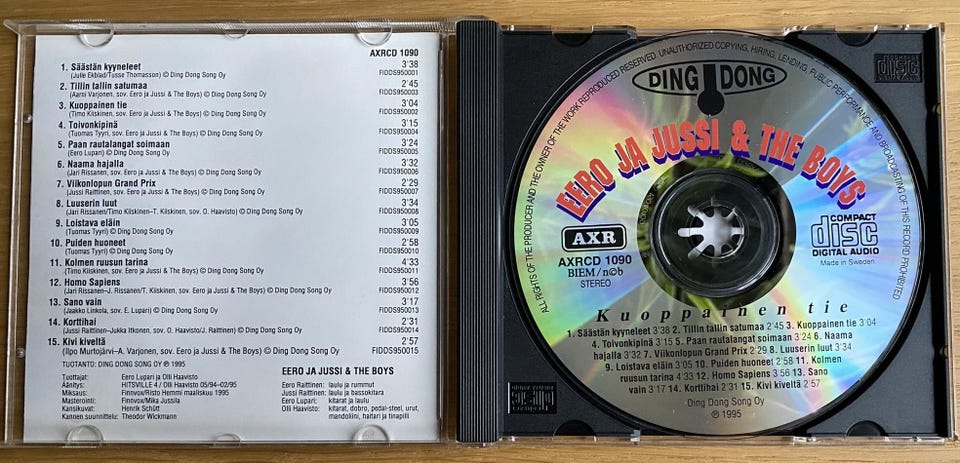 AXRCD 1090
1. Säästän kyyneleet 3'38
(Julle Ekblad/Tusse Thomasson) © Ding Dong Song Oy FIDDS950001
2. Tillin tallin satumaa 2'45
(Aarni Varjonen, sov. Eero ja Jussi & The Boys) © Ding Dong Song Oy FIDDS950003
3. Kuoppainen tie 3'04
(Timo Kiiskinen, sov. Eero ja Jussi & The Boys) © Ding Dong Song Oy FIDDS950002
4. Toivonkipinä 3'15
(Tuomas Tyyri, sov. Eero ja Jussi & The Boys) © Ding Dong Song Oy FIDDS950004
5. Paan rautalangat soimaan 3'24
(Eero Lupari) © Ding Dong Song Oy FIDDS950005
6. Naama hajalla 3'32
(Jari Rissanen, sov. Eero ja Jussi & The Boys) © Ding Dong Song Oy FIDDS950006
7. Viikonlopun Grand Prix 2'29
(Jussi Raittinen, sov. Eero ja Jussi & The Boys) © Ding Dong Song Oy FIDDS950007
8. Luuserin luut 3'34
(Jari Rissanen/Timo Kiiskinen–T. Kiiskinen, sov. O. Haavisto) © Ding Dong Song Oy FIDDS950008
9. Loistava eläin 3'05
(Tuomas Tyyri) © Ding Dong Song Oy FIDDS950009
10. Puiden huoneet 2'58
(Tuomas Tyyri) © Ding Dong Song Oy FIDDS950010
11. Kolmen ruusun tarina 4'33
(Timo Kiiskinen, sov. Eero ja Jussi & The Boys) © Ding Dong Song Oy FIDDS950011
12. Homo Sapiens 3'56
(Jari Rissanen–J. Rissanen/T. Kiiskinen, sov. Eero ja Jussi & The Boys) © Ding Dong Song Oy FIDDS950012
13. Sano vain 3'17
(Jaakko Linkola, sov. E. Lupari) © Ding Dong Song Oy FIDDS950013
14. Korttihai 2'31
(Jussi Raittinen–Jukka Itkonen, sov. O. Haavisto/J. Raittinen) © Ding Dong Song Oy FIDDS950014
15. Kivi kiveltä 2'57
(Ilpo Murtojärvi–A. Varjonen, sov. Eero ja Jussi & The Boys) © Ding Dong Song Oy FIDDS950015
TUOTANTO: DING DONG SONG OY ℗ 1995
Tuottajat: Eero Lupari ja Olli Haavisto
Äänitys: HITSVILLE 4 / Olli Haavisto 05/94–02/95
Miksaus: Finnvox/Risto Hemmi maaliskuu 1995
Masterointi: Finnvox/Mika Jussila
Kansikuvat: Henrik Schütt
Kannen suunnittelu: Theodor Wickmann
EERO JA JUSSI & THE BOYS
Eero Raittinen: laulu ja rummut
Jussi Raittinen: laulu ja bassokitara
Eero Lupari: kitarat ja laulu
Olli Haavisto: kitarat, dobro, pedal-steel, urut,
mandoliini, haitari ja tinapilli
ALL RIGHTS OF THE PRODUCER AND THE OWNER OF THE WORK REPRODUCED RESERVED. UNAUTHORIZED COPYING, HIRING, LENDING, PUBLIC PERFORMANCE AND BROADCASTING OF THIS RECORD PROHIBITED
DING DONG
EERO JA JUSSI & THE BOYS
AXR
AXRCD 1090
BIEM/n©b
STEREO
COMPACT
disc
DIGITAL AUDIO
Made in Sweden
Kuoppainen tie
1. Säästän kyyneleet 3'38 2. Tillin tallin satumaa 2'45 3. Kuoppainen tie 3'04
4. Toivonkipinä 3'15 5. Paan rautalangat soimaan 3'24 6. Naama
hajalla 3'32 7. Viikonlopun Grand Prix 2'29 8. Luuserin luut 3'34
9. Loistava eläin 3'05 10. Puiden huoneet 2'58 11. Kolmen
ruusun tarina 4'33 12. Homo Sapiens 3'56 13. Sano
vain 3'17 14. Korttihai 2'31 15. Kivi kiveltä 2'57
Ding Dong Song Oy
℗ 1995
disc